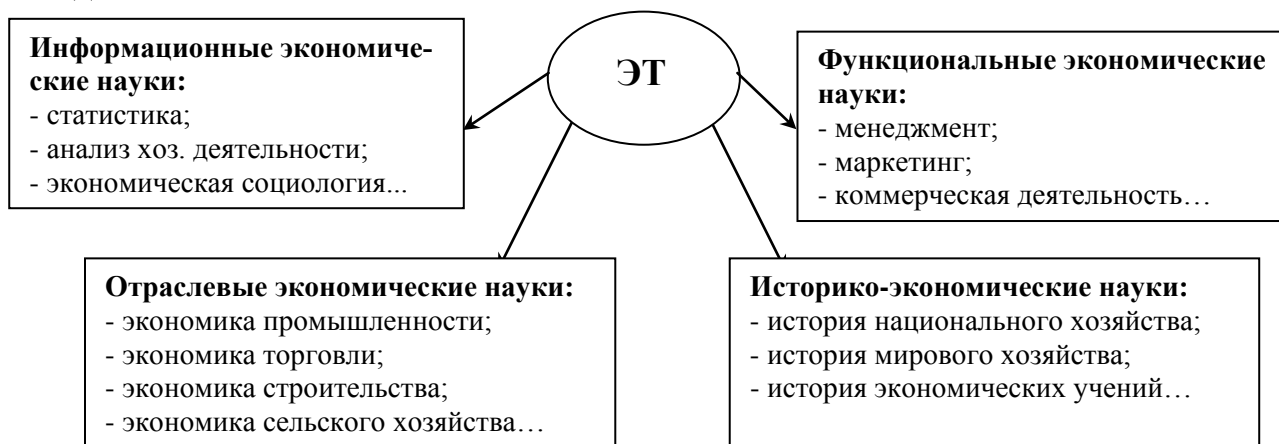 ЭТ
Информационные экономиче-
ские науки:
- статистика;
- анализ хоз. деятельности;
- экономическая социология...
Функциональные экономические
науки:
- менеджмент;
- маркетинг;
- коммерческая деятельность…
Отраслевые экономические науки:
- экономика промышленности;
- экономика торговли;
- экономика строительства;
- экономика сельского хозяйства…
Историко-экономические науки:
- история национального хозяйства;
- история мирового хозяйства;
- история экономических учений…